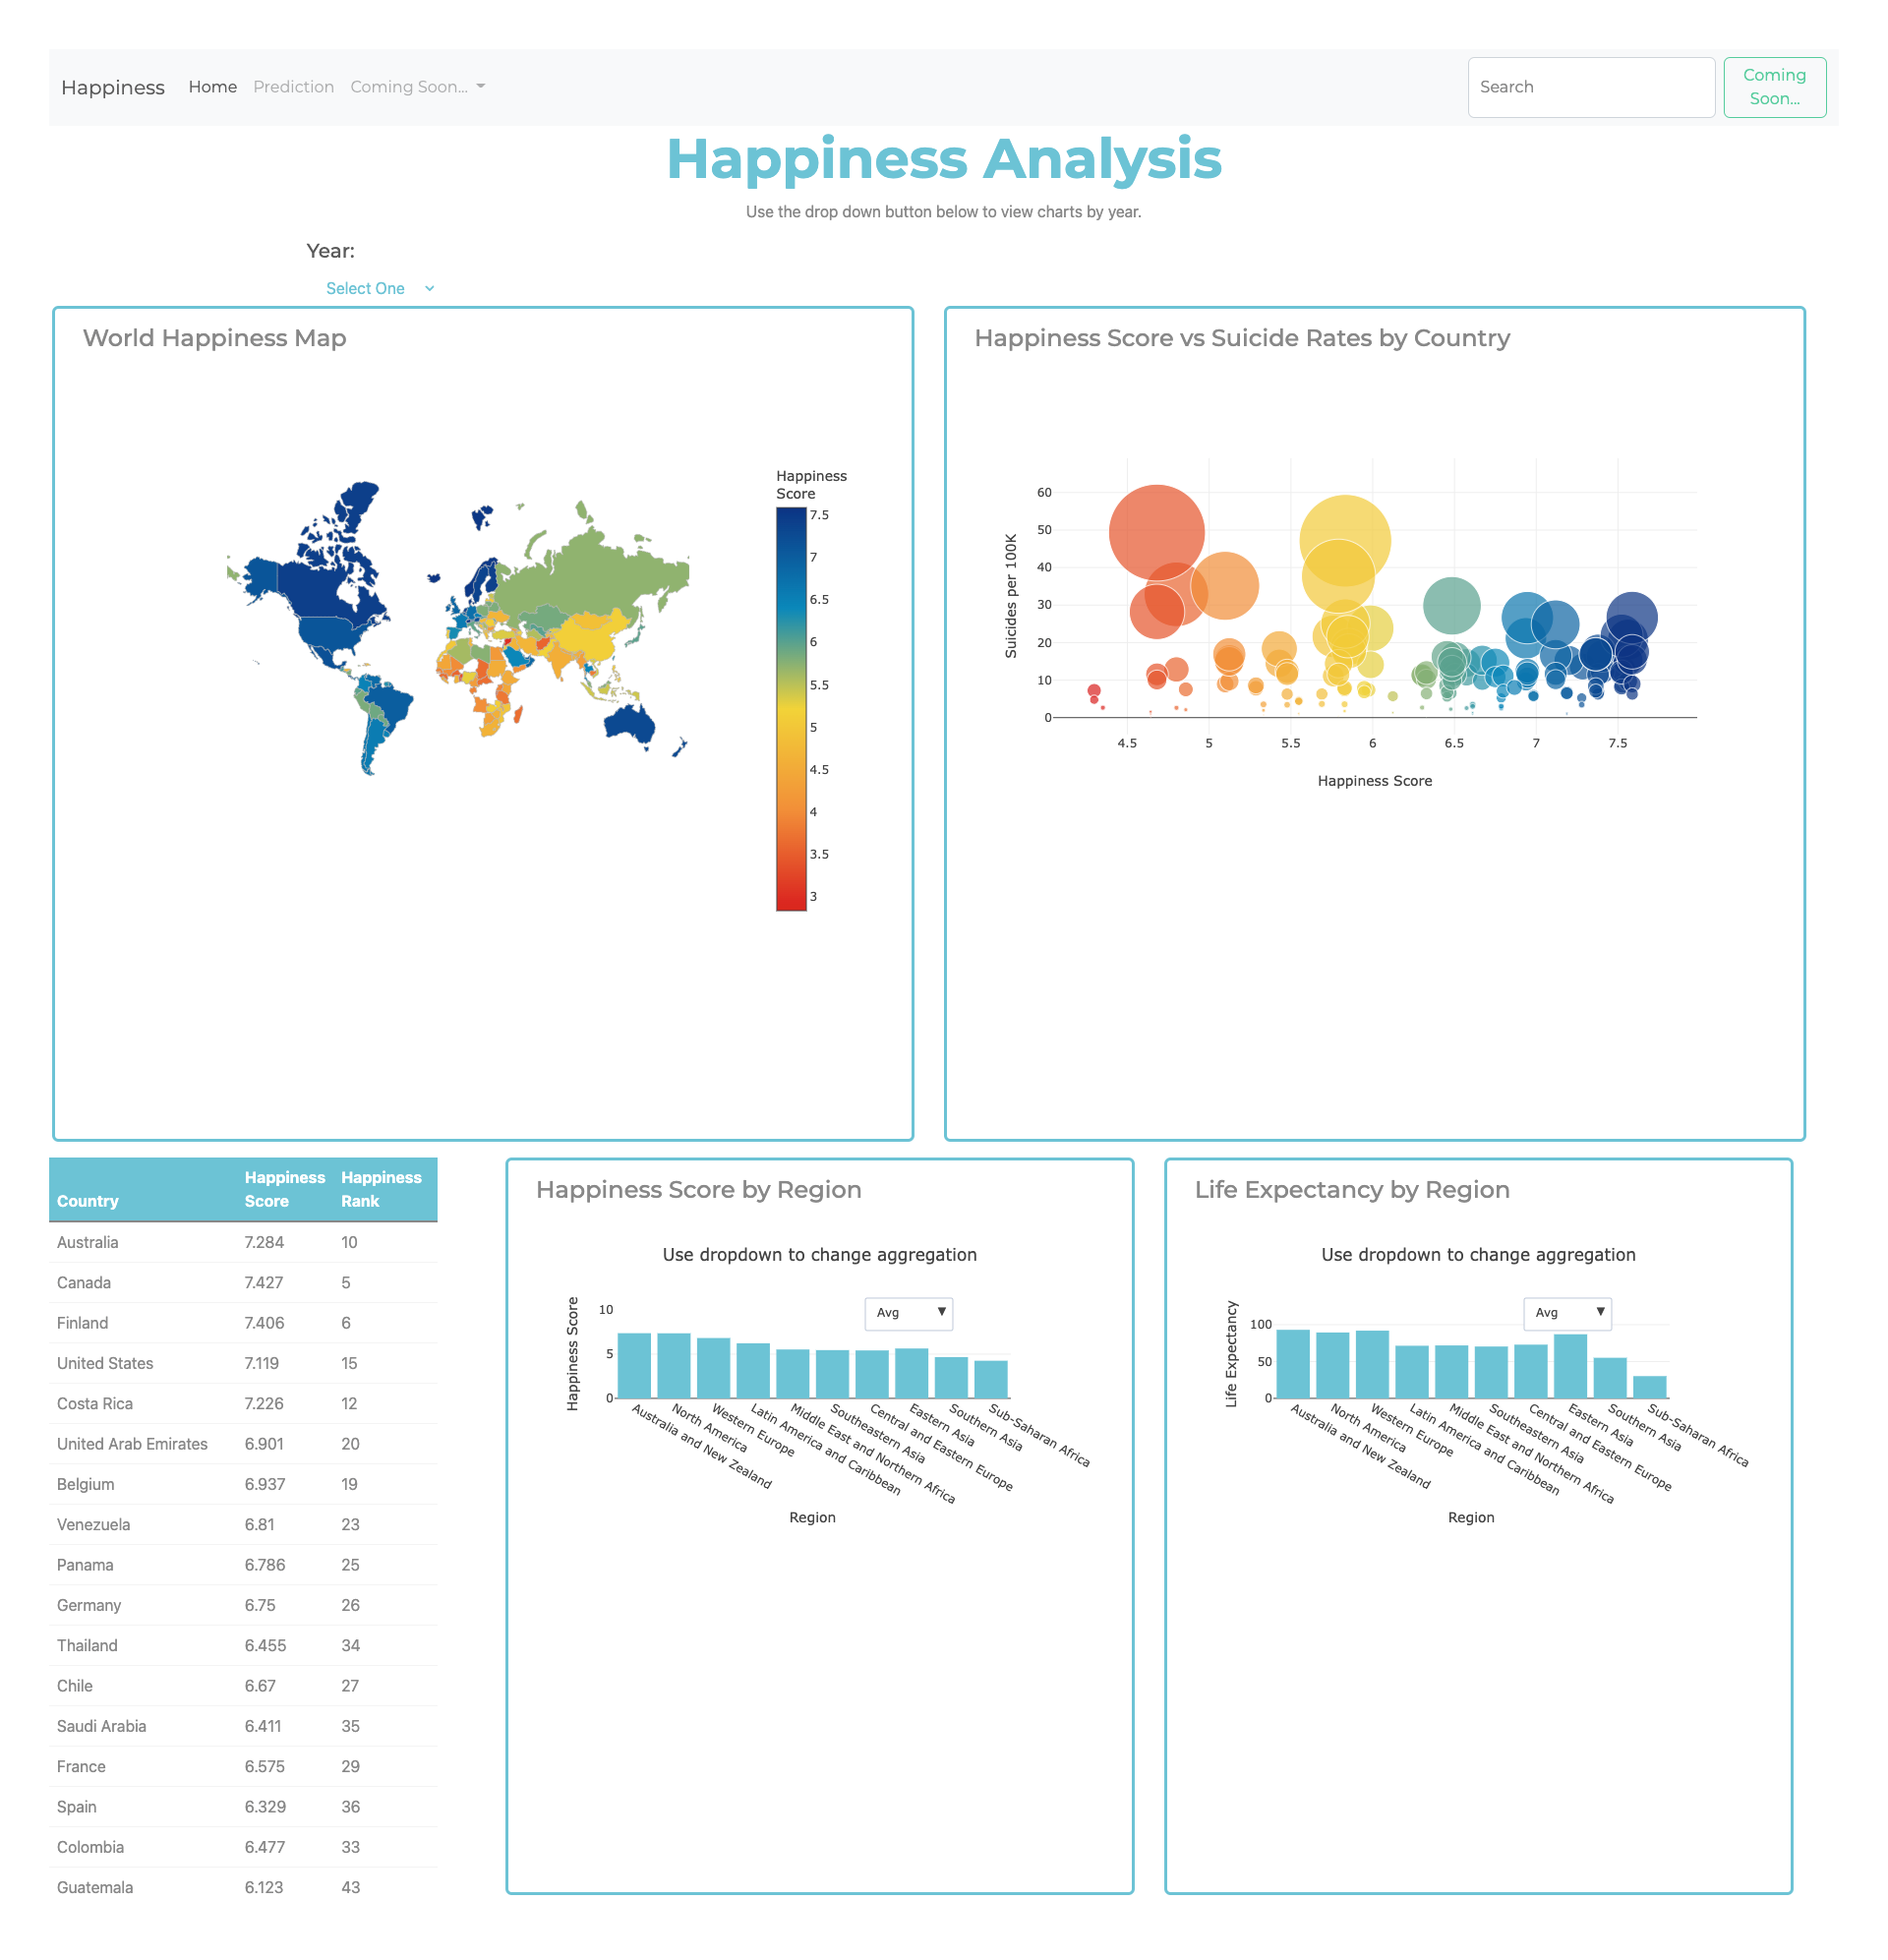 Happiness Home Prediction Coming Soon... Search Coming
Soon...
Happiness Analysis
Use the drop down button below to view charts by year.
Year:
Select One
World Happiness Map
Happiness
Score
7.5
7
6.5
6
5.5
5
4.5
4
3.5
3
Happiness Score vs Suicide Rates by Country
Suicides per 100K
60
50
40
30
20
10
0
4.5 5 5.5 6 6.5 7 7.5
Happiness Score
Country Happiness Score Happiness Rank
Australia 7.284 10
Canada 7.427 5
Finland 7.406 6
United States 7.119 15
Costa Rica 7.226 12
United Arab Emirates 6.901 20
Belgium 6.937 19
Venezuela 6.81 23
Panama 6.786 25
Germany 6.75 26
Thailand 6.455 34
Chile 6.67 27
Saudi Arabia 6.411 35
France 6.575 29
Spain 6.329 36
Colombia 6.477 33
Guatemala 6.123 43
Happiness Score by Region
Use dropdown to change aggregation
Avg
Happiness Score
10
5
0
Australia and New Zealand
North America
Western Europe
Latin America and Caribbean
Middle East and Northern Africa
Southeastern Asia
Central and Eastern Europe
Eastern Asia
Southern Asia
Sub-Saharan Africa
Region
Life Expectancy by Region
Use dropdown to change aggregation
Avg
Life Expectancy
100
50
0
Australia and New Zealand
North America
Western Europe
Latin America and Caribbean
Middle East and Northern Africa
Southeastern Asia
Central and Eastern Europe
Eastern Asia
Southern Asia
Sub-Saharan Africa
Region